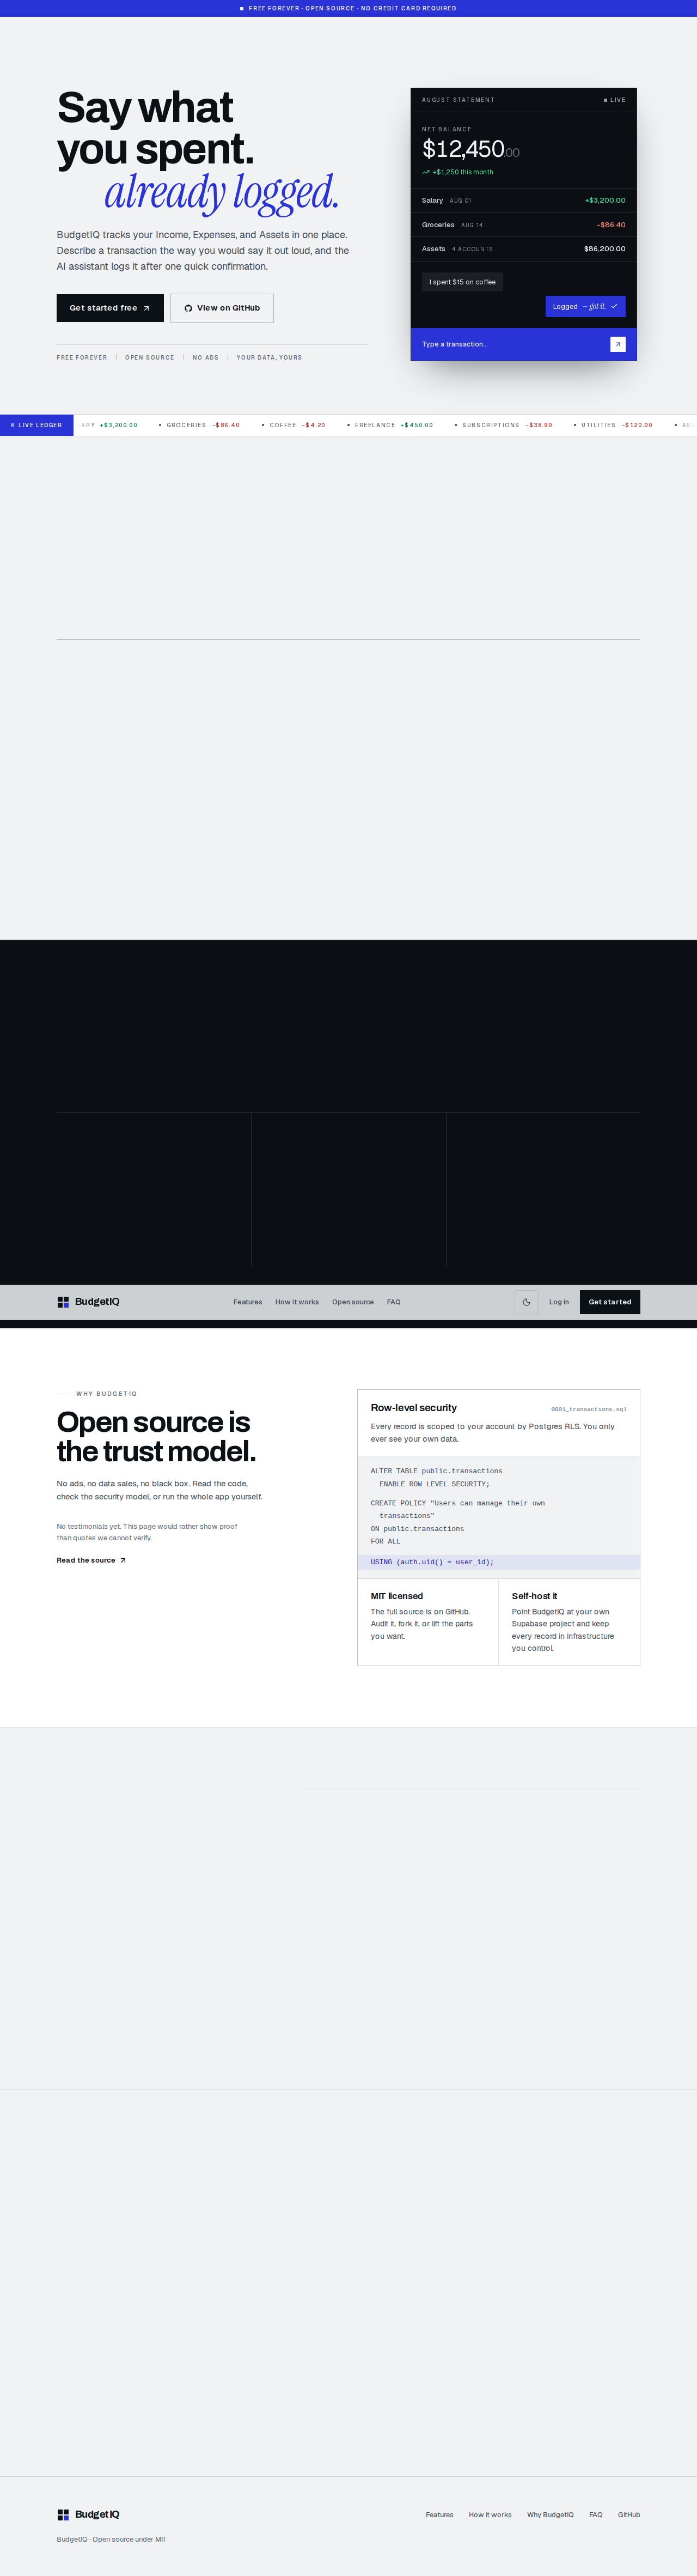 FREE FOREVER · OPEN SOURCE · NO CREDIT CARD REQUIRED
Say what
you spent.
already logged.
BudgetIQ tracks your Income, Expenses, and Assets in one place.
Describe a transaction the way you would say it out loud, and the
AI assistant logs it after one quick confirmation.
Get started free
View on GitHub
FREE FOREVER
OPEN SOURCE
NO ADS
YOUR DATA, YOURS
AUGUST STATEMENT
LIVE
NET BALANCE
$12,450.00
+$1,250 this month
Salary AUG 01 +$3,200.00
Groceries AUG 14 −$86.40
Assets 4 ACCOUNTS $86,200.00
I spent $15 on coffee
Logged — got it.
Type a transaction...
LIVE LEDGER
ARY +$3,200.00 GROCERIES −$86.40 COFFEE −$4.20 FREELANCE +$450.00 SUBSCRIPTIONS −$38.90 UTILITIES −$120.00
BudgetIQ
Features
How it works
Open source
FAQ
Log in
Get started
WHY BUDGETIQ
Open source is
the trust model.
No ads, no data sales, no black box. Read the code,
check the security model, or run the whole app yourself.
No testimonials yet. This page would rather show proof
than quotes we cannot verify.
Read the source
Row-level security
0001_transactions.sql
Every record is scoped to your account by Postgres RLS. You only
ever see your own data.
ALTER TABLE public.transactions
ENABLE ROW LEVEL SECURITY;
CREATE POLICY "Users can manage their own
transactions"
ON public.transactions
FOR ALL
USING (auth.uid() = user_id);
MIT licensed
The full source is on GitHub.
Audit it, fork it, or lift the parts
you want.
Self-host it
Point BudgetIQ at your own
Supabase project and keep
every record in infrastructure
you control.
BudgetIQ
Features
How it works
Why BudgetIQ
FAQ
GitHub
BudgetIQ · Open source under MIT